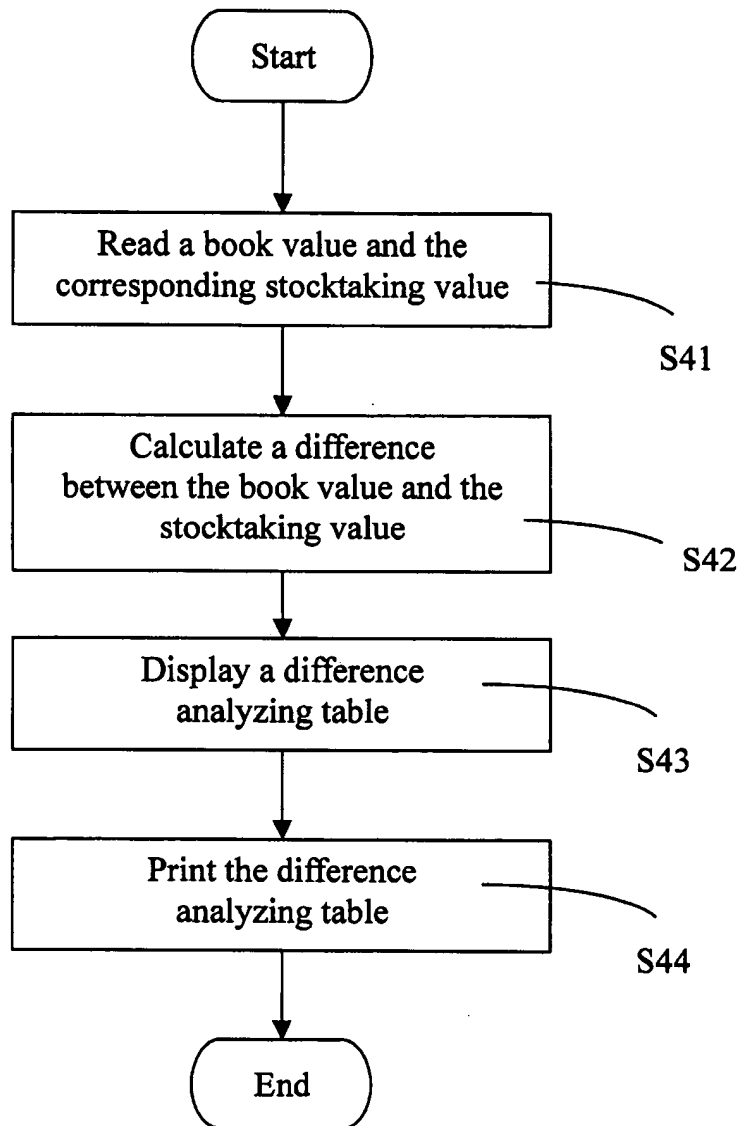 Start
Read a book value and the
corresponding stocktaking value
S41
Calculate a difference
between the book value and the
stocktaking value
S42
Display a difference
analyzing table
S43
Print the difference
analyzing table
S44
End